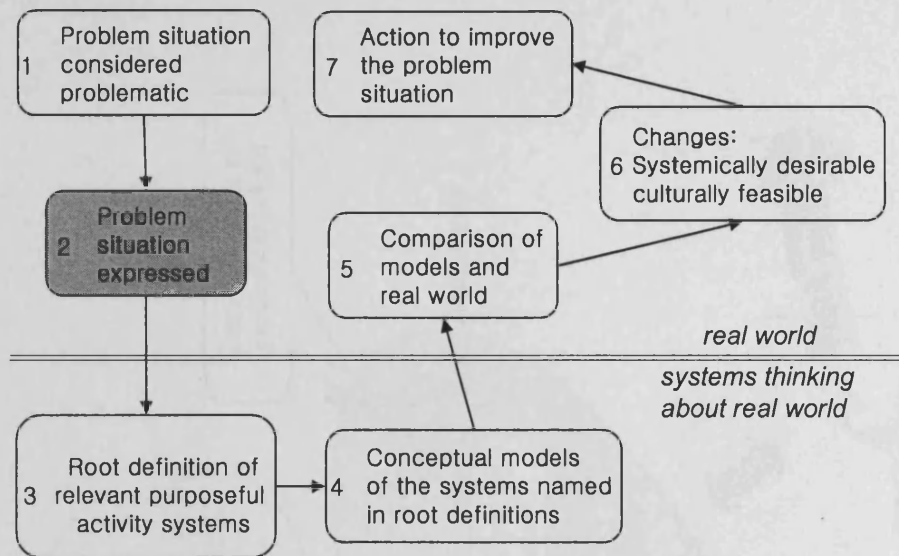 1
Problem situation
considered
problematic
2
Problem
situation
expressed
3
Root definition of
relevant purposeful
activity systems
4
Conceptual models
of the systems named
in root definitions
5
Comparison of
models and
real world
6
Changes:
Systemically desirable
culturally feasible
7
Action to improve
the problem
situation
real world
systems thinking
about real world